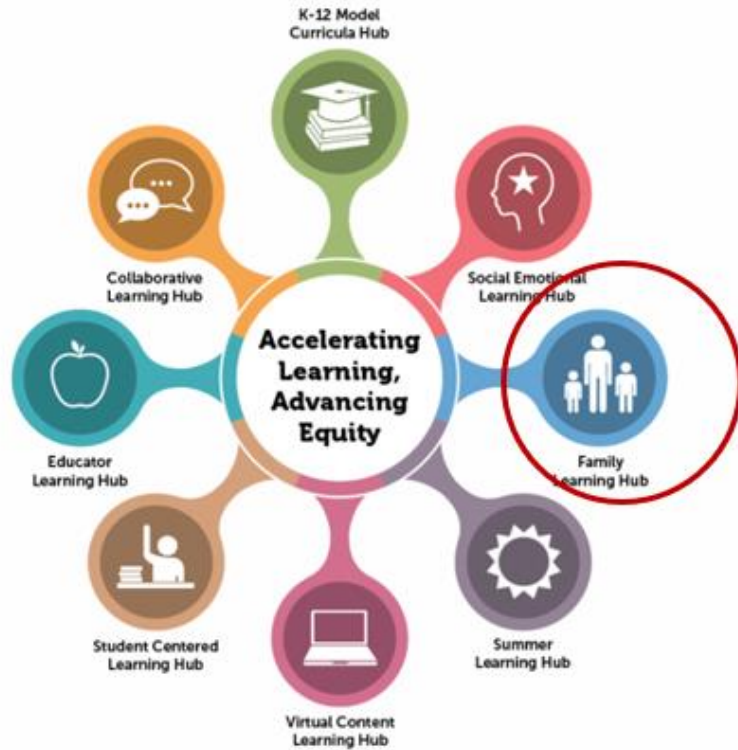 K-12 Model
Curricula Hub
Collaborative
Learning Hub
Social Emotional
Learning Hub
Accelerating
Learning,
Advancing
Equity
Educator
Learning Hub
Family
Learning Hub
Student Centered
Learning Hub
Summer
Learning Hub
Virtual Content
Learning Hub